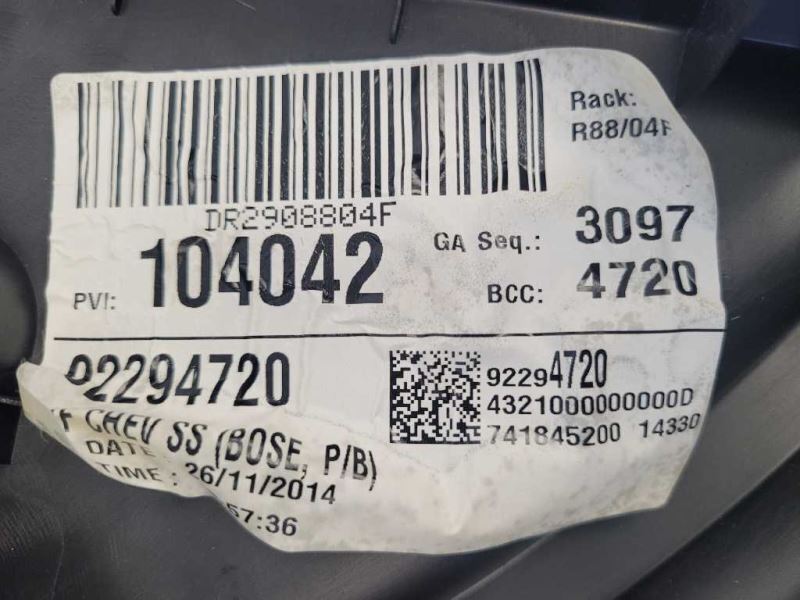 Rack:
R88/04F
DR2908804F
PVI: 104042
GA Seq.: 3097
BCC: 4720
92294720
92294720
4321000000000D
741845200 14330
CHEV SS (BOSE, P/B)
DATE
TIME : 26/11/2014
57:36